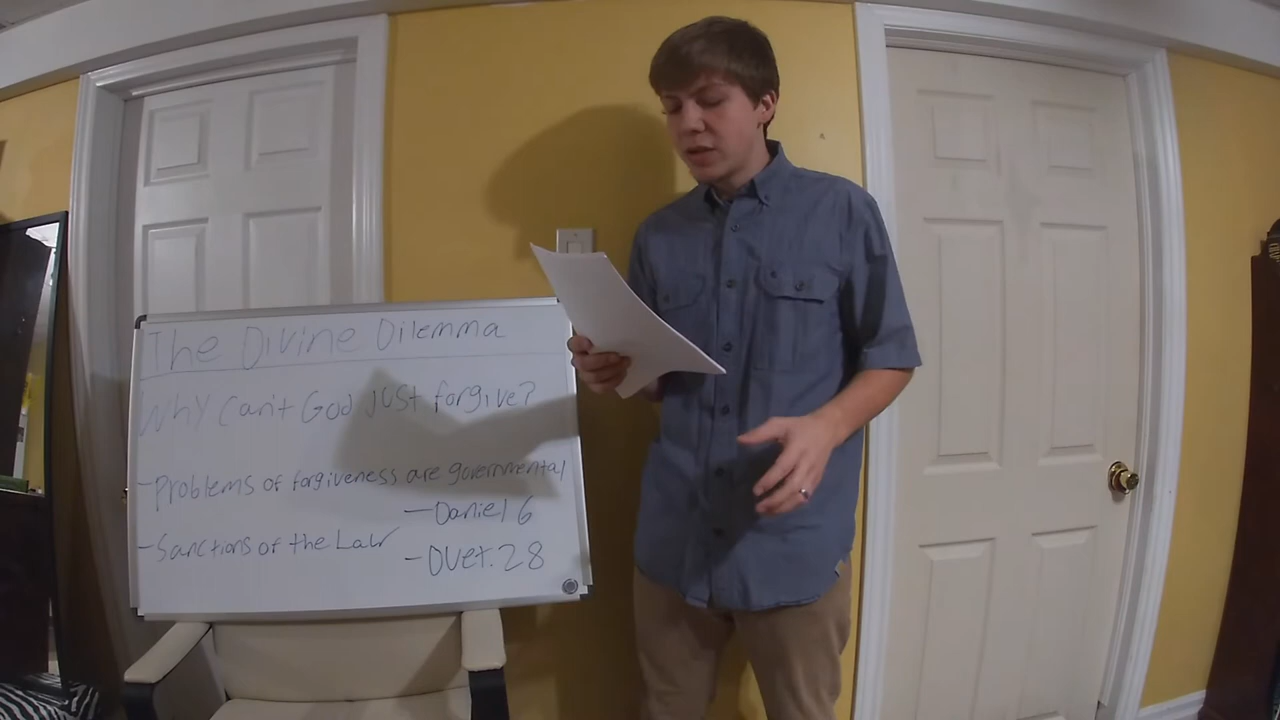 The Divine Dilemma
Why can't God just forgive?
-Problems of forgiveness are governmental
-Daniel 6
-Sanctions of the Law
-Duet. 28